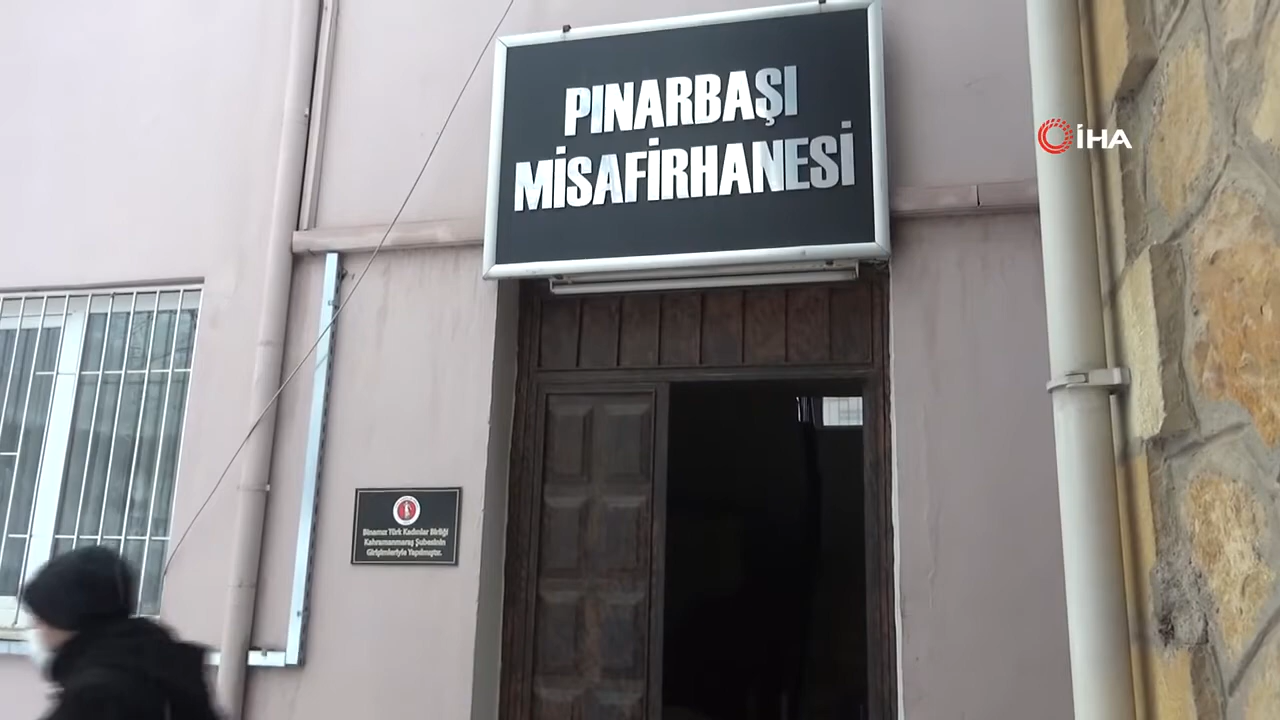 PINARBAŞI
MİSAFİRHANESİ
İHA
Binamız Türk Kadınlar Birliği
Kahramanmaraş Şubesinin
Girişimleriyle Yapılmıştır.